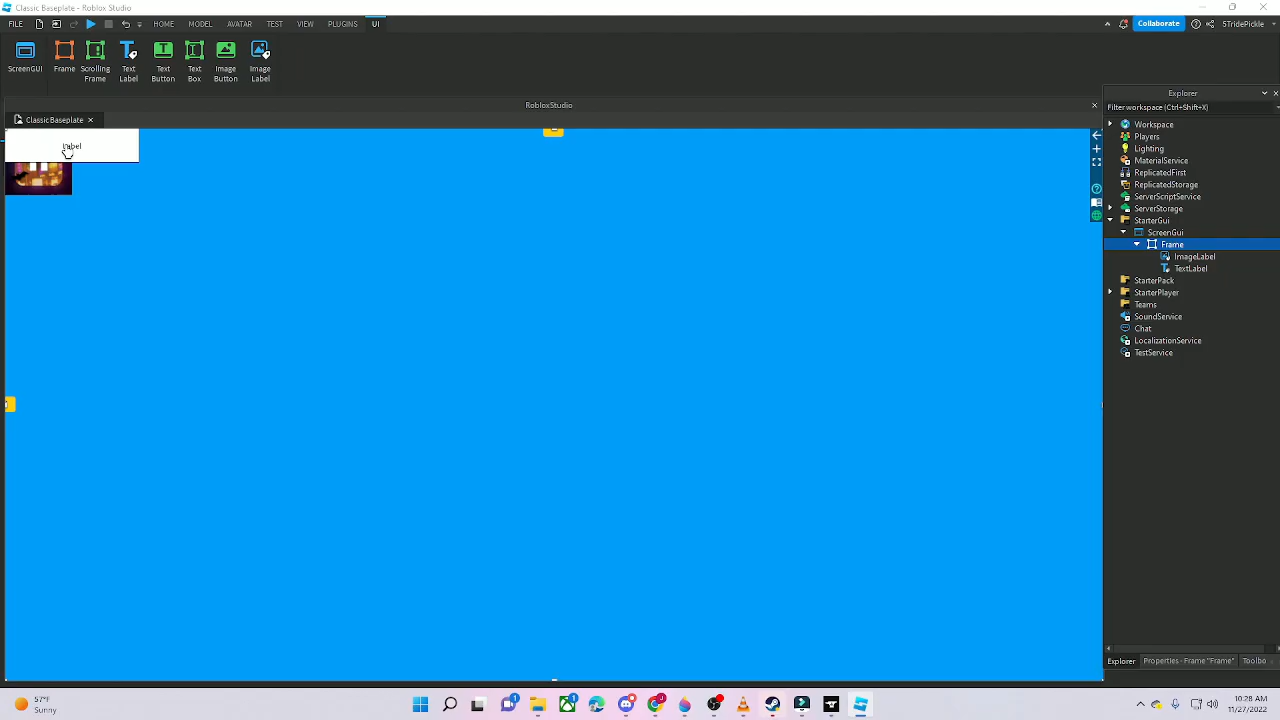 Classic Baseplate - Roblox Studio
FILE HOME MODEL AVATAR TEST VIEW PLUGINS UI Collaborate STridePickle
ScreenGUI Frame Scrolling Frame Text Label Text Button Text Box Image Button Image Label
RobloxStudio
ClassicBaseplate
Label
Explorer
Filter workspace (Ctrl+Shift+X)
Workspace
Players
Lighting
MaterialService
ReplicatedFirst
ReplicatedStorage
ServerScriptService
ServerStorage
StarterGui
ScreenGui
Frame
ImageLabel
TextLabel
StarterPack
StarterPlayer
Teams
SoundService
Chat
LocalizationService
TestService
Explorer Properties - Frame "Frame" Toolbo
57°F
Sunny
10:28 AM
11/27/2022